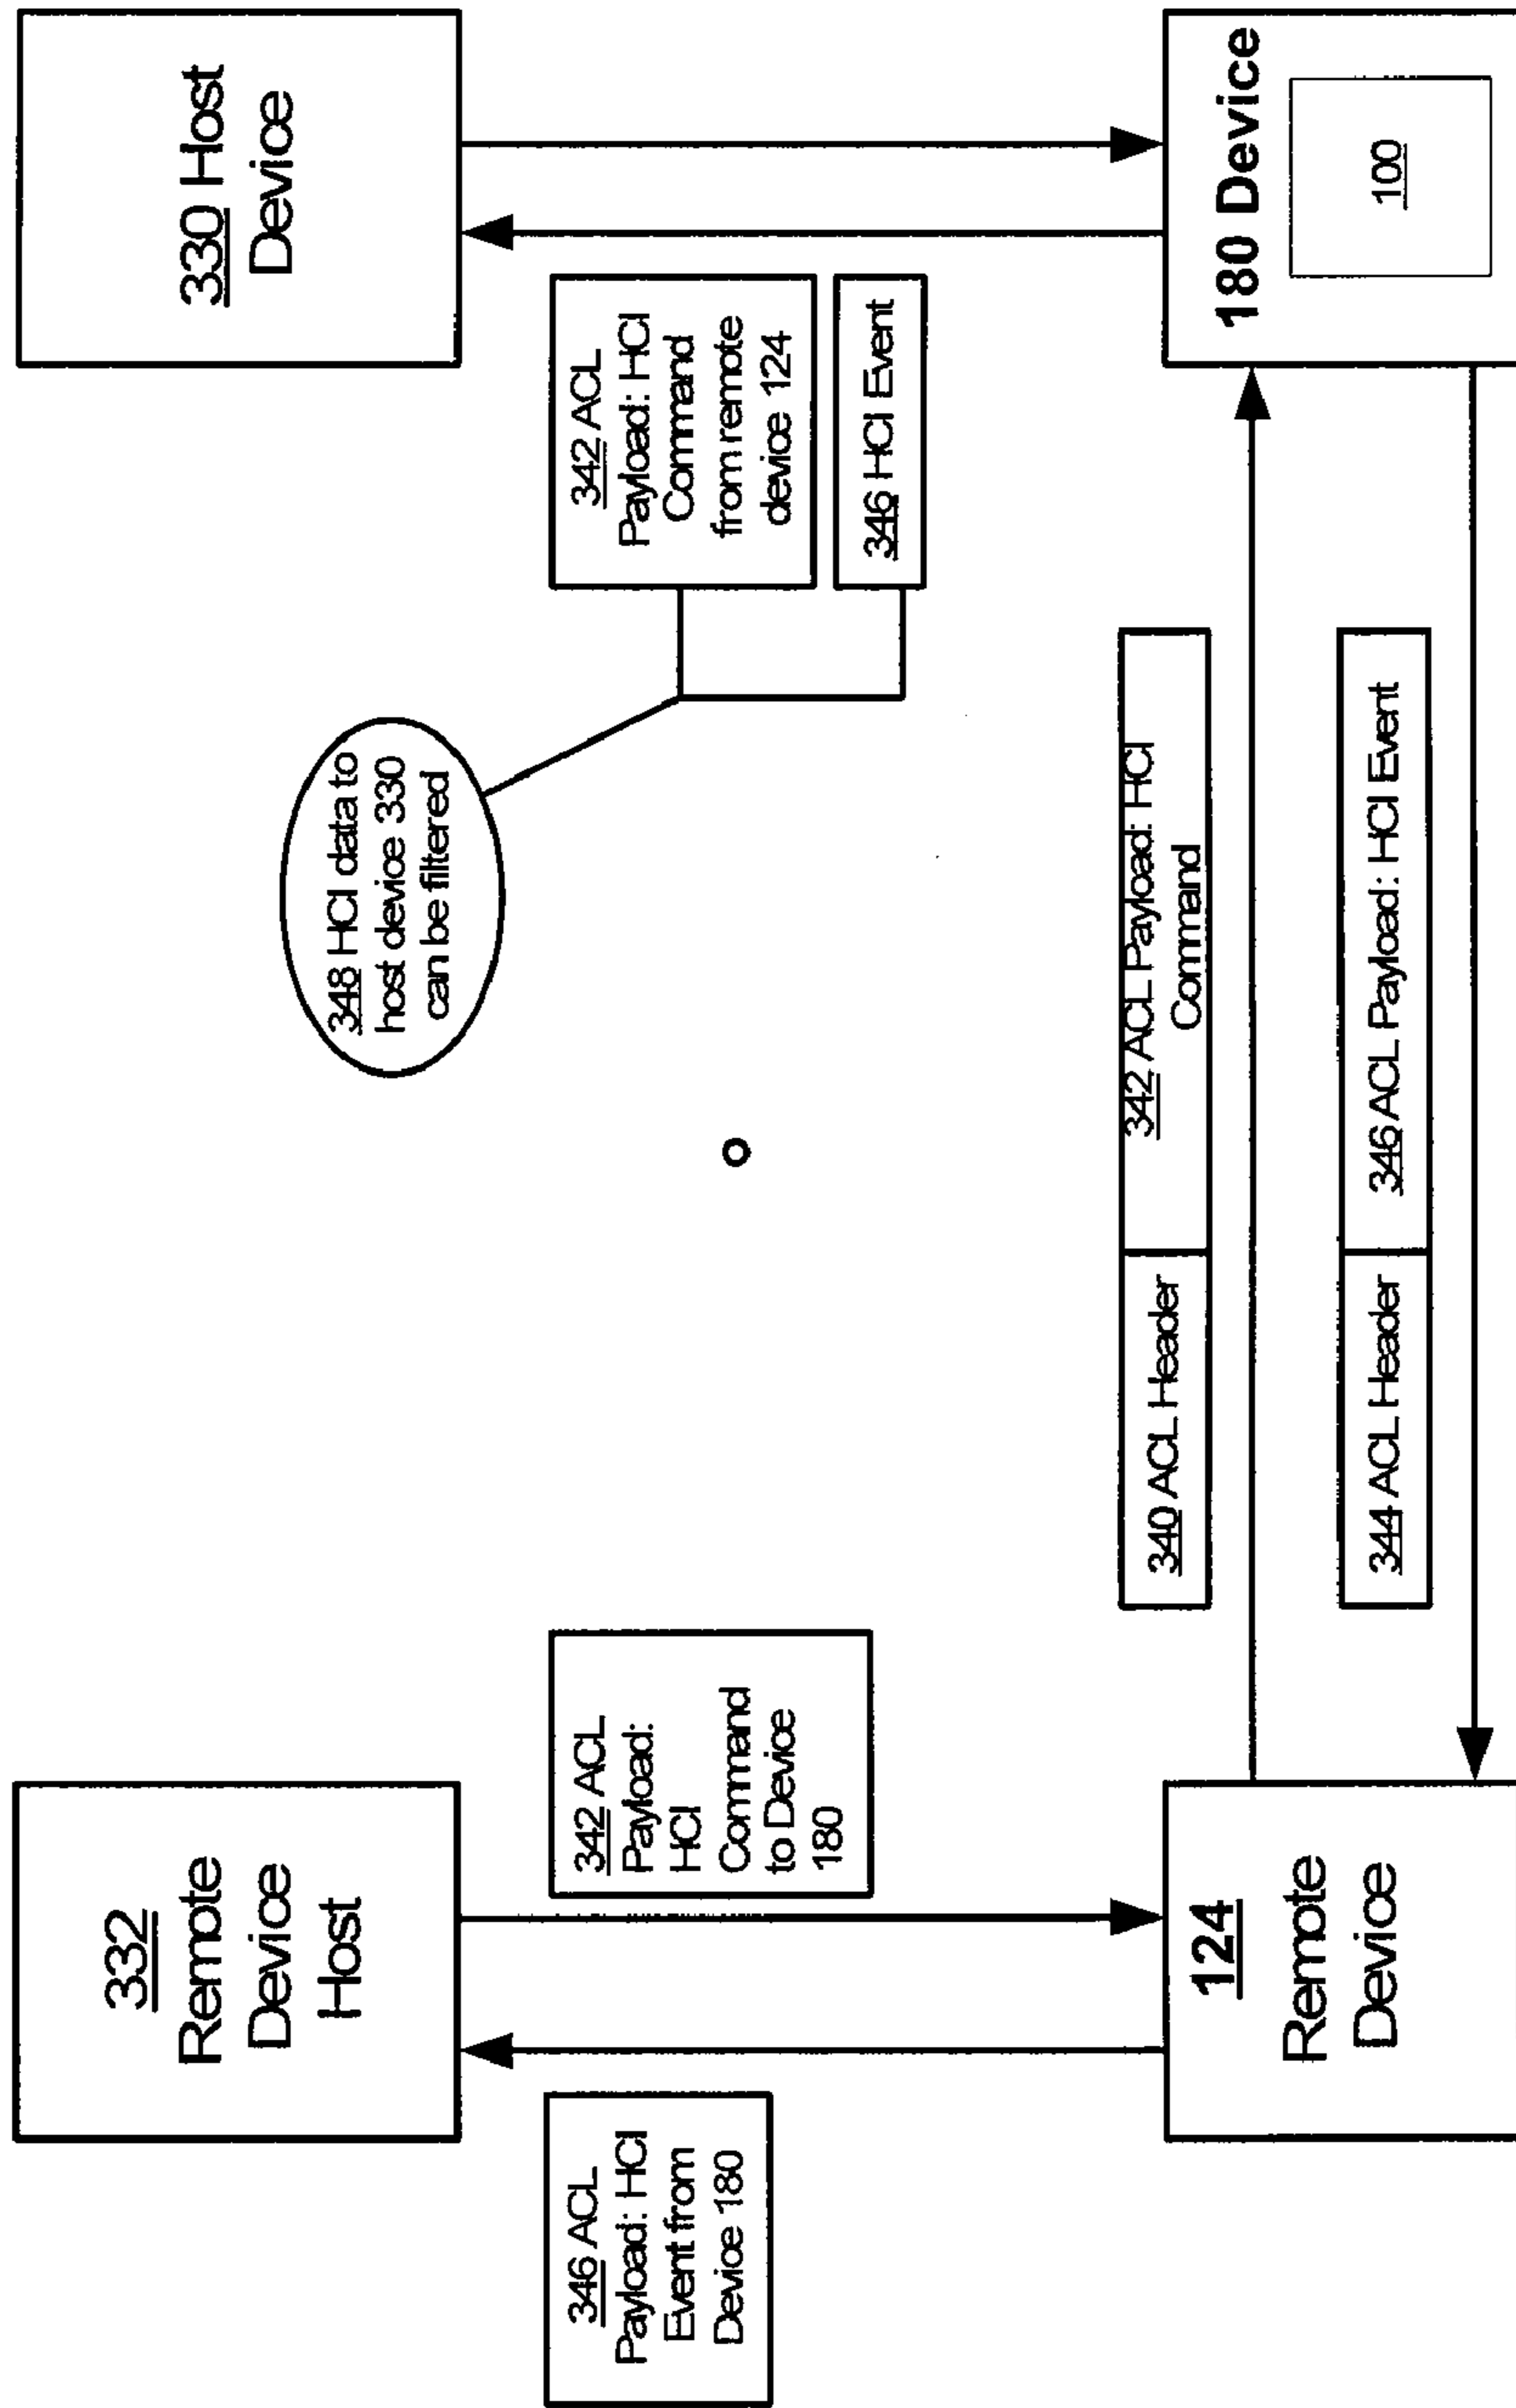 332
Remote
Device
Host
330 Host
Device
348 HCI data to
host device 330
can be filtered
346 ACL
Payload: HCI
Event from
Device 180
342 ACL
Payload:
HCI
Command
to Device
180
342 ACL
Payload: HCI
Command
from remote
device 124
346 HCI Event
340 ACL Header
342 ACL Payload: HCI
Command
344 ACL Header
346 ACL Payload: HCI Event
124
Remote
Device
180 Device
100